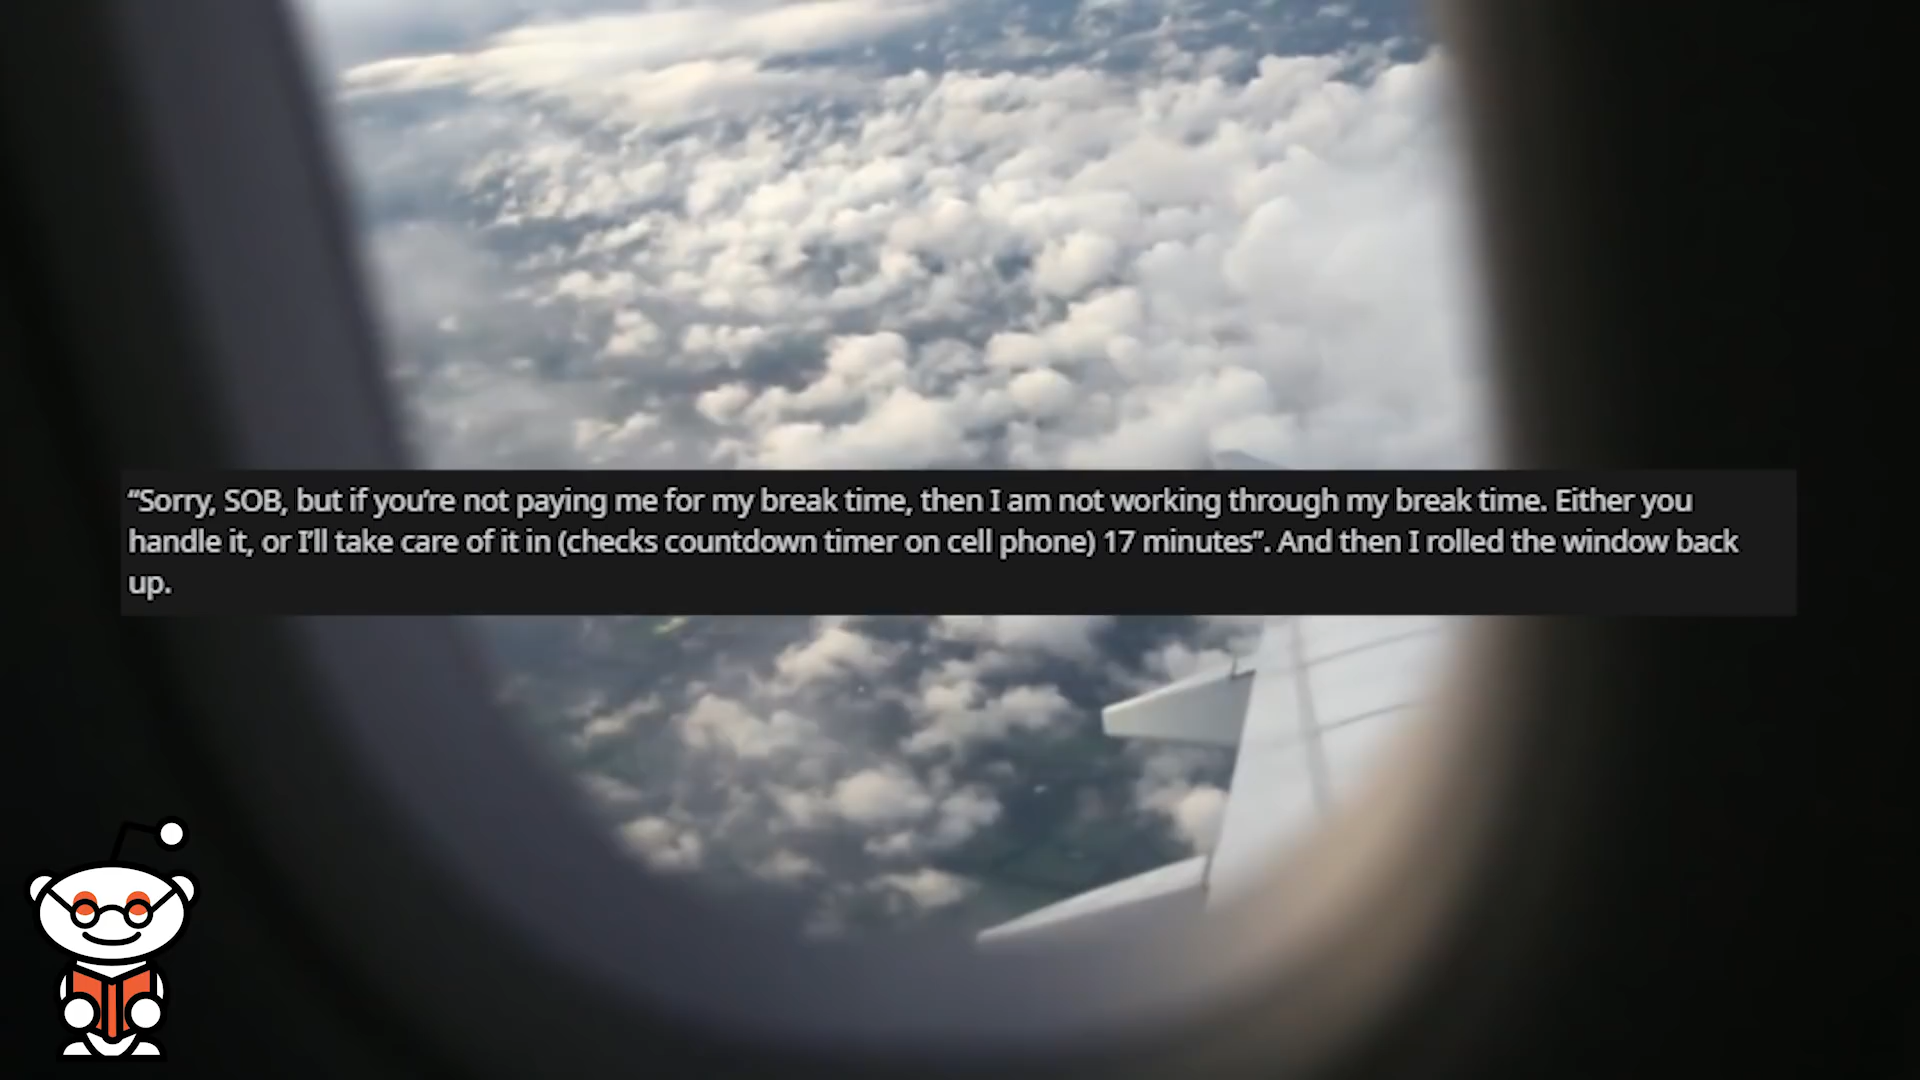 “Sorry, SOB, but if you’re not paying me for my break time, then I am not working through my break time. Either you
handle it, or I’ll take care of it in (checks countdown timer on cell phone) 17 minutes”. And then I rolled the window back
up.